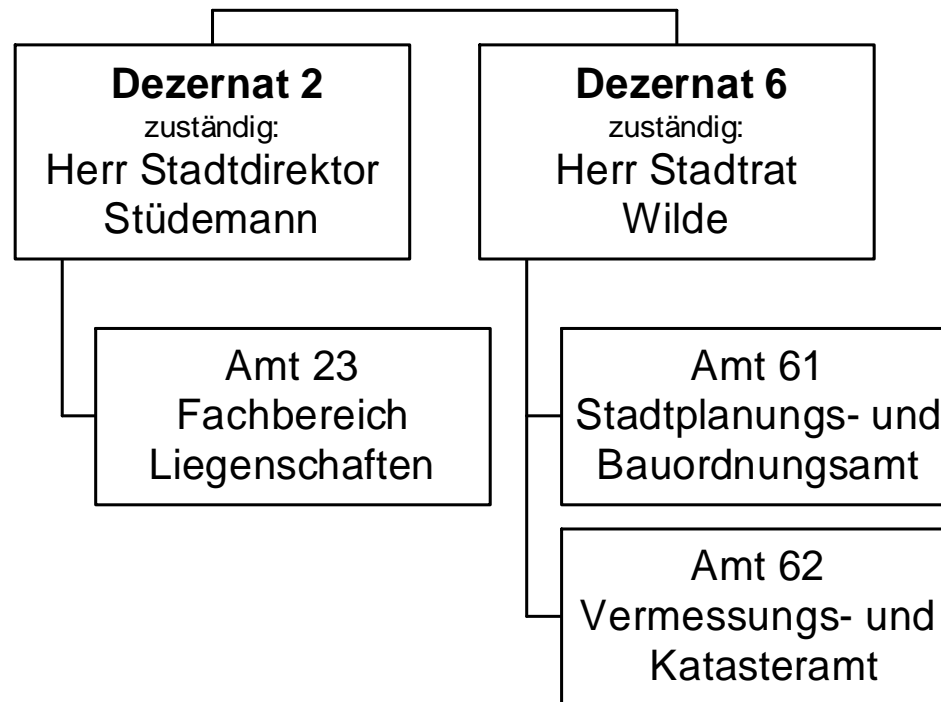 Dezernat 2
zuständig:
Herr Stadtdirektor
Stüdemann
Dezernat 6
zuständig:
Herr Stadtrat
Wilde
Amt 23
Fachbereich
Liegenschaften
Amt 61
Stadtplanungs- und
Bauordnungsamt
Amt 62
Vermessungs- und
Katasteramt